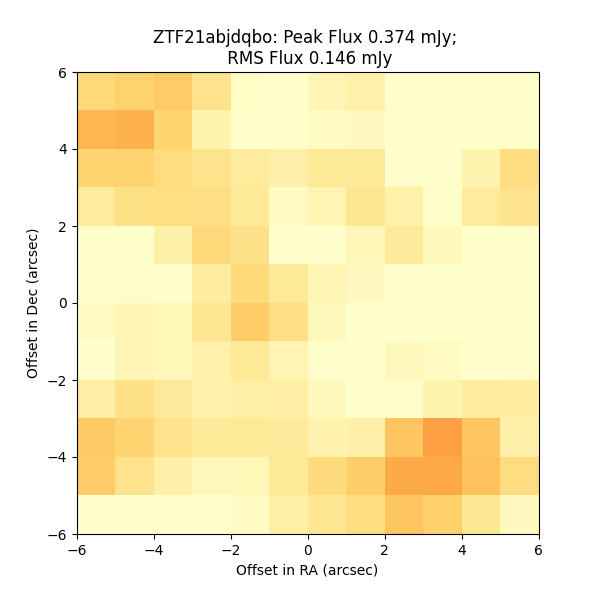 ZTF21abjdqbo: Peak Flux 0.374 mJy;
RMS Flux 0.146 mJy
6
4
2
0
−2
−4
−6
Offset in Dec (arcsec)
−6 −4 −2 0 2 4 6
Offset in RA (arcsec)